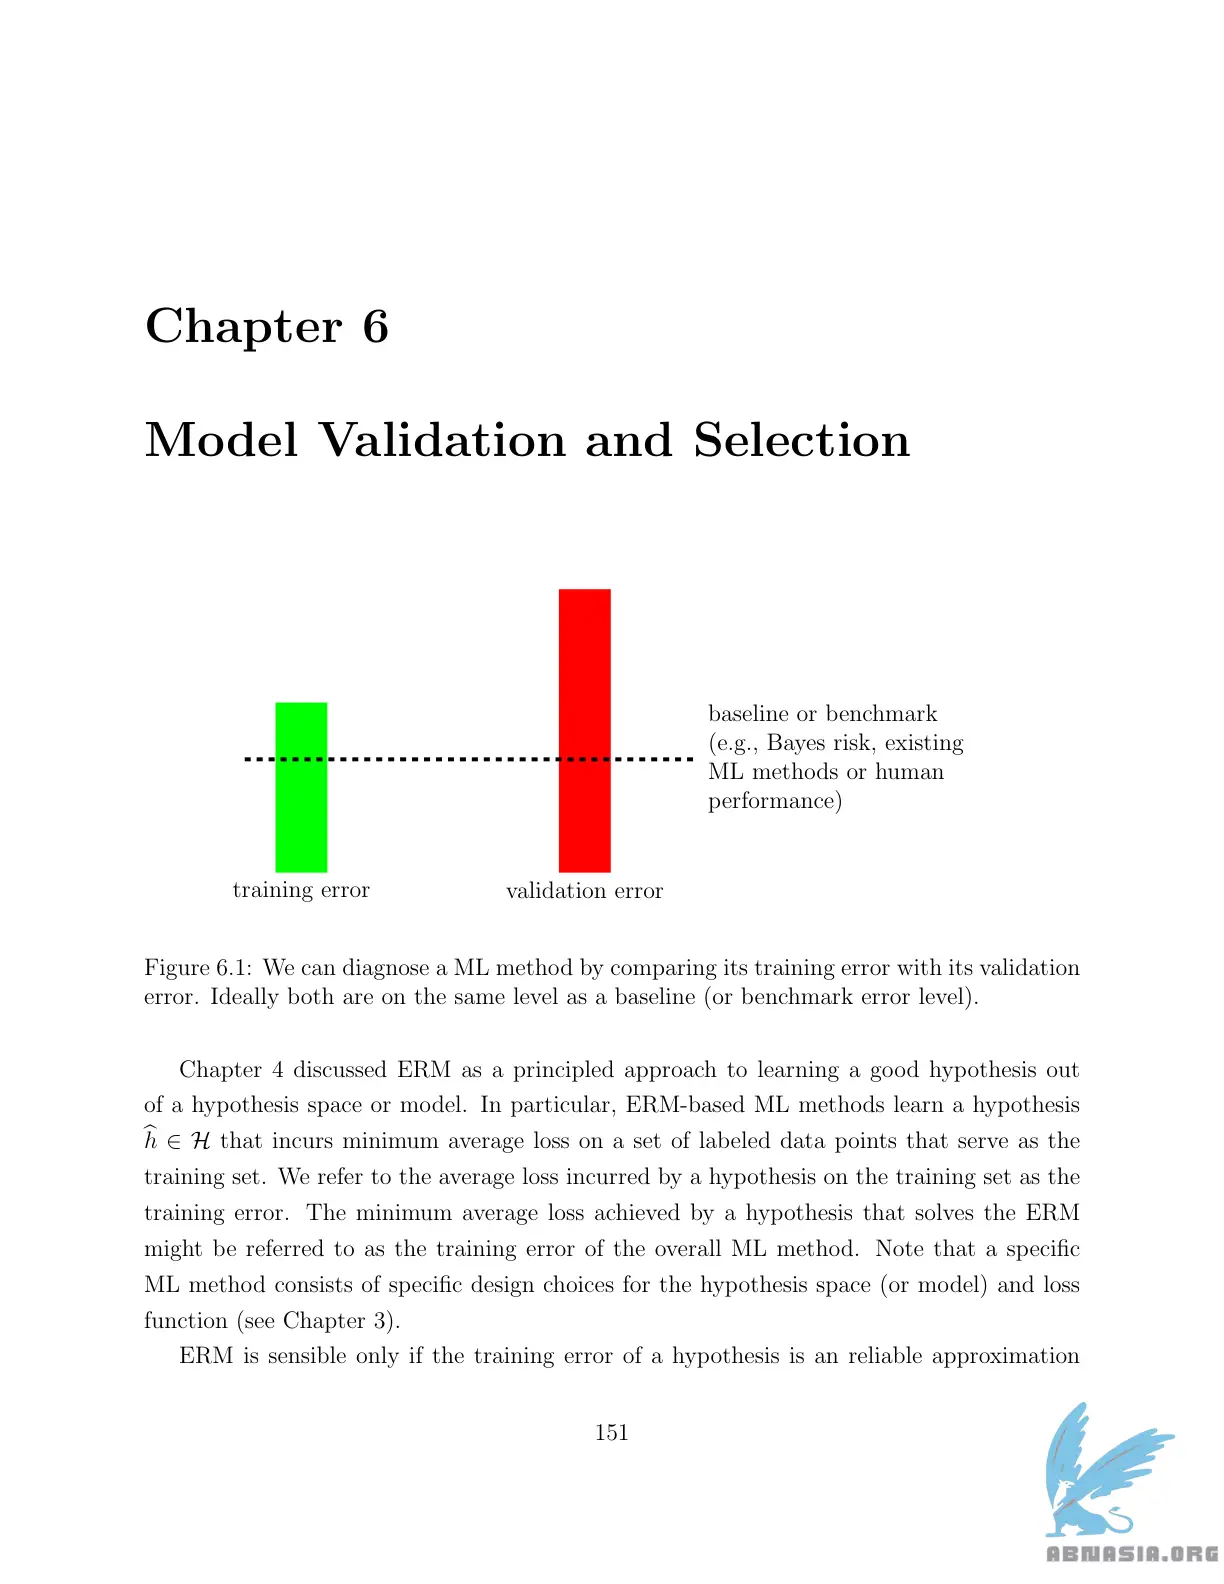 Chapter 6
Model Validation and Selection
baseline or benchmark
(e.g., Bayes risk, existing
ML methods or human
performance)
training error
validation error
Figure 6.1: We can diagnose a ML method by comparing its training error with its validation
error. Ideally both are on the same level as a baseline (or benchmark error level).
Chapter 4 discussed ERM as a principled approach to learning a good hypothesis out
of a hypothesis space or model. In particular, ERM-based ML methods learn a hypothesis
ĥ ∈ ℋ that incurs minimum average loss on a set of labeled data points that serve as the
training set. We refer to the average loss incurred by a hypothesis on the training set as the
training error. The minimum average loss achieved by a hypothesis that solves the ERM
might be referred to as the training error of the overall ML method. Note that a specific
ML method consists of specific design choices for the hypothesis space (or model) and loss
function (see Chapter 3).
ERM is sensible only if the training error of a hypothesis is an reliable approximation
151
ABNASIA.ORG